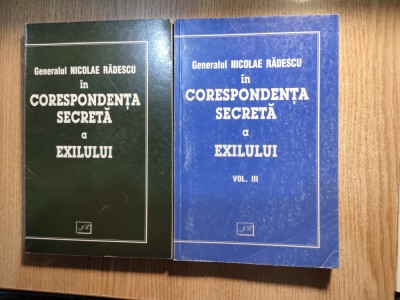 Generalul NICOLAE RĂDESCU
în
CORESPONDENȚA
SECRETĂ
a
EXILULUI
Generalul NICOLAE RĂDESCU
în
CORESPONDENȚA
SECRETĂ
a
EXILULUI
VOL. III